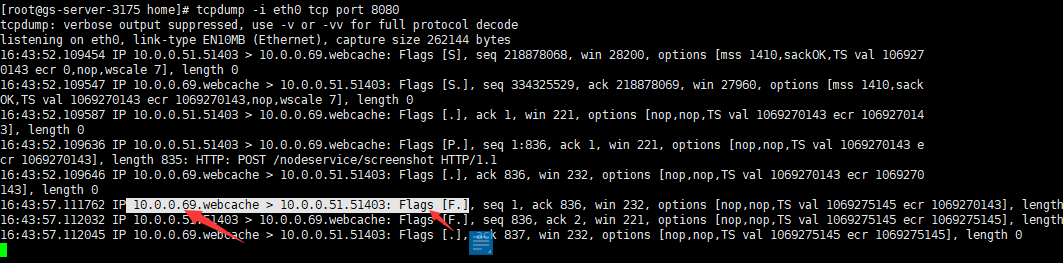 [root@gs-server-3175 home]# tcpdump -i eth0 tcp port 8080
tcpdump: verbose output suppressed, use -v or -vv for full protocol decode
listening on eth0, link-type EN10MB (Ethernet), capture size 262144 bytes
16:43:52.109454 IP 10.0.0.51.51403 > 10.0.0.69.webcache: Flags [S], seq 218878068, win 28200, options [mss 1410,sackOK,TS val 106927
0143 ecr 0,nop,wscale 7], length 0
16:43:52.109547 IP 10.0.0.69.webcache > 10.0.0.51.51403: Flags [S.], seq 334325529, ack 218878069, win 27960, options [mss 1410,sack
OK,TS val 1069270143 ecr 1069270143,nop,wscale 7], length 0
16:43:52.109587 IP 10.0.0.51.51403 > 10.0.0.69.webcache: Flags [.], ack 1, win 221, options [nop,nop,TS val 1069270143 ecr 106927014
3], length 0
16:43:52.109636 IP 10.0.0.51.51403 > 10.0.0.69.webcache: Flags [P.], seq 1:836, ack 1, win 221, options [nop,nop,TS val 1069270143 e
cr 1069270143], length 835: HTTP: POST /nodeservice/screenshot HTTP/1.1
16:43:52.109646 IP 10.0.0.69.webcache > 10.0.0.51.51403: Flags [.], ack 836, win 232, options [nop,nop,TS val 1069270143 ecr 1069270
143], length 0
16:43:57.111762 IP 10.0.0.69.webcache > 10.0.0.51.51403: Flags [F.], seq 1, ack 836, win 232, options [nop,nop,TS val 1069275145 ecr 1069270143], length
16:43:57.112032 IP 10.0.0.51.51403 > 10.0.0.69.webcache: Flags [F.], seq 836, ack 2, win 221, options [nop,nop,TS val 1069275145 ecr 1069275145], length
16:43:57.112045 IP 10.0.0.69.webcache > 10.0.0.51.51403: Flags [.], ack 837, win 232, options [nop,nop,TS val 1069275145 ecr 1069275145], length 0